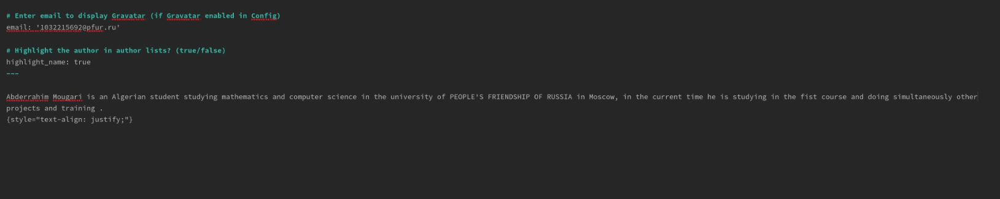 # Enter email to display Gravatar (if Gravatar enabled in Config)
email: '1032215692@pfur.ru'
# Highlight the author in author lists? (true/false)
highlight_name: true
---
Abderrahim Mougari is an Algerian student studying mathematics and computer science in the university of PEOPLE'S FRIENDSHIP OF RUSSIA in Moscow, in the current time he is studying in the fist course and doing simultaneously other
projects and training .
{style="text-align: justify;"}